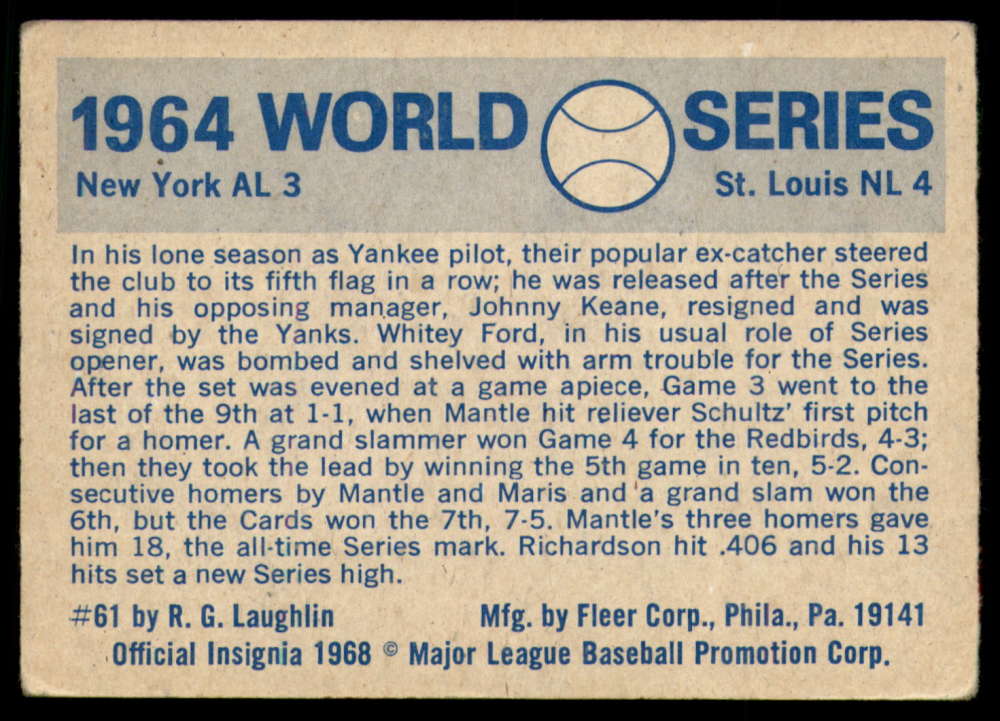 1964 WORLD SERIES
New York AL 3 St. Louis NL 4
In his lone season as Yankee pilot, their popular ex-catcher steered
the club to its fifth flag in a row; he was released after the Series
and his opposing manager, Johnny Keane, resigned and was
signed by the Yanks. Whitey Ford, in his usual role of Series
opener, was bombed and shelved with arm trouble for the Series.
After the set was evened at a game apiece, Game 3 went to the
last of the 9th at 1-1, when Mantle hit reliever Schultz' first pitch
for a homer. A grand slammer won Game 4 for the Redbirds, 4-3;
then they took the lead by winning the 5th game in ten, 5-2. Con-
secutive homers by Mantle and Maris and a grand slam won the
6th, but the Cards won the 7th, 7-5. Mantle's three homers gave
him 18, the all-time Series mark. Richardson hit .406 and his 13
hits set a new Series high.
#61 by R. G. Laughlin Mfg. by Fleer Corp., Phila., Pa. 19141
Official Insignia 1968 © Major League Baseball Promotion Corp.